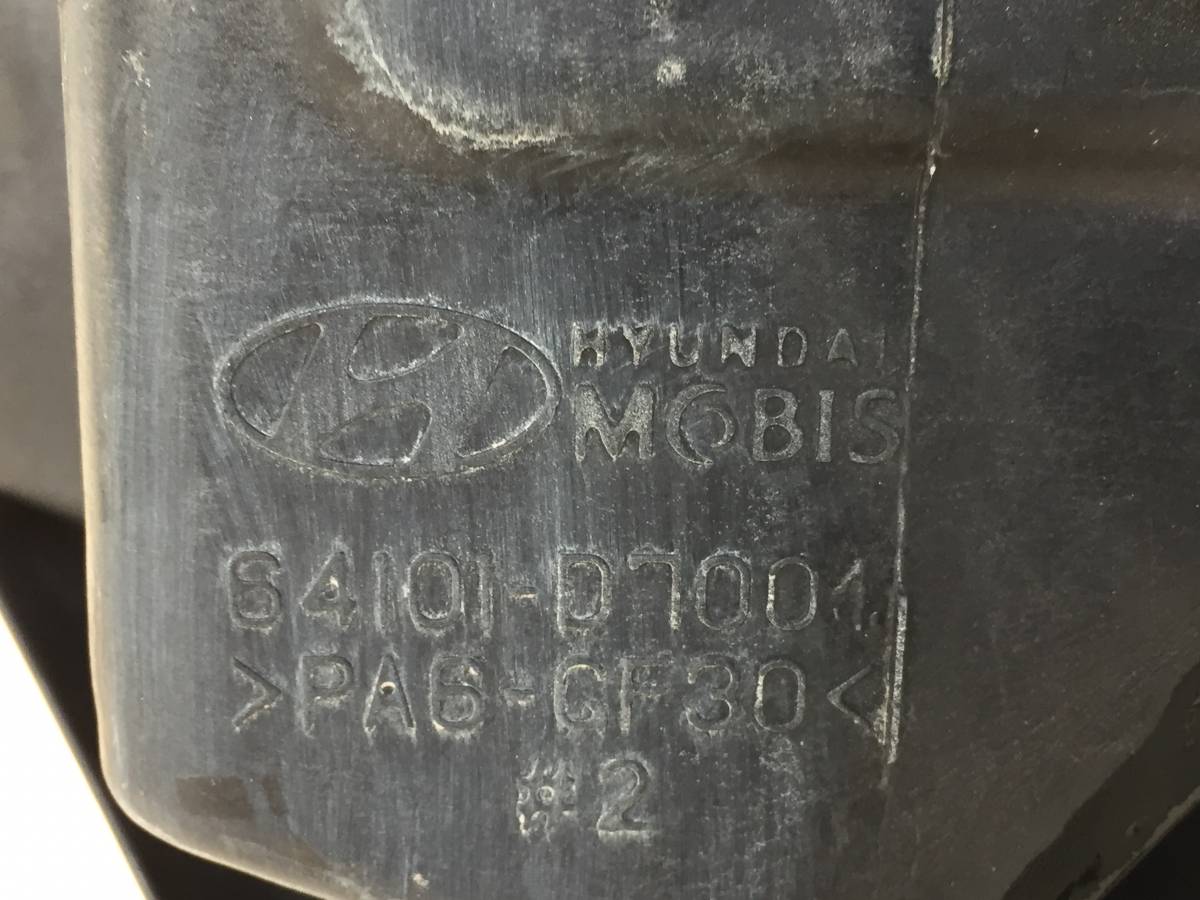 HYUNDAI
MOBIS
64101-D7001
>PA6-GF30<
#2